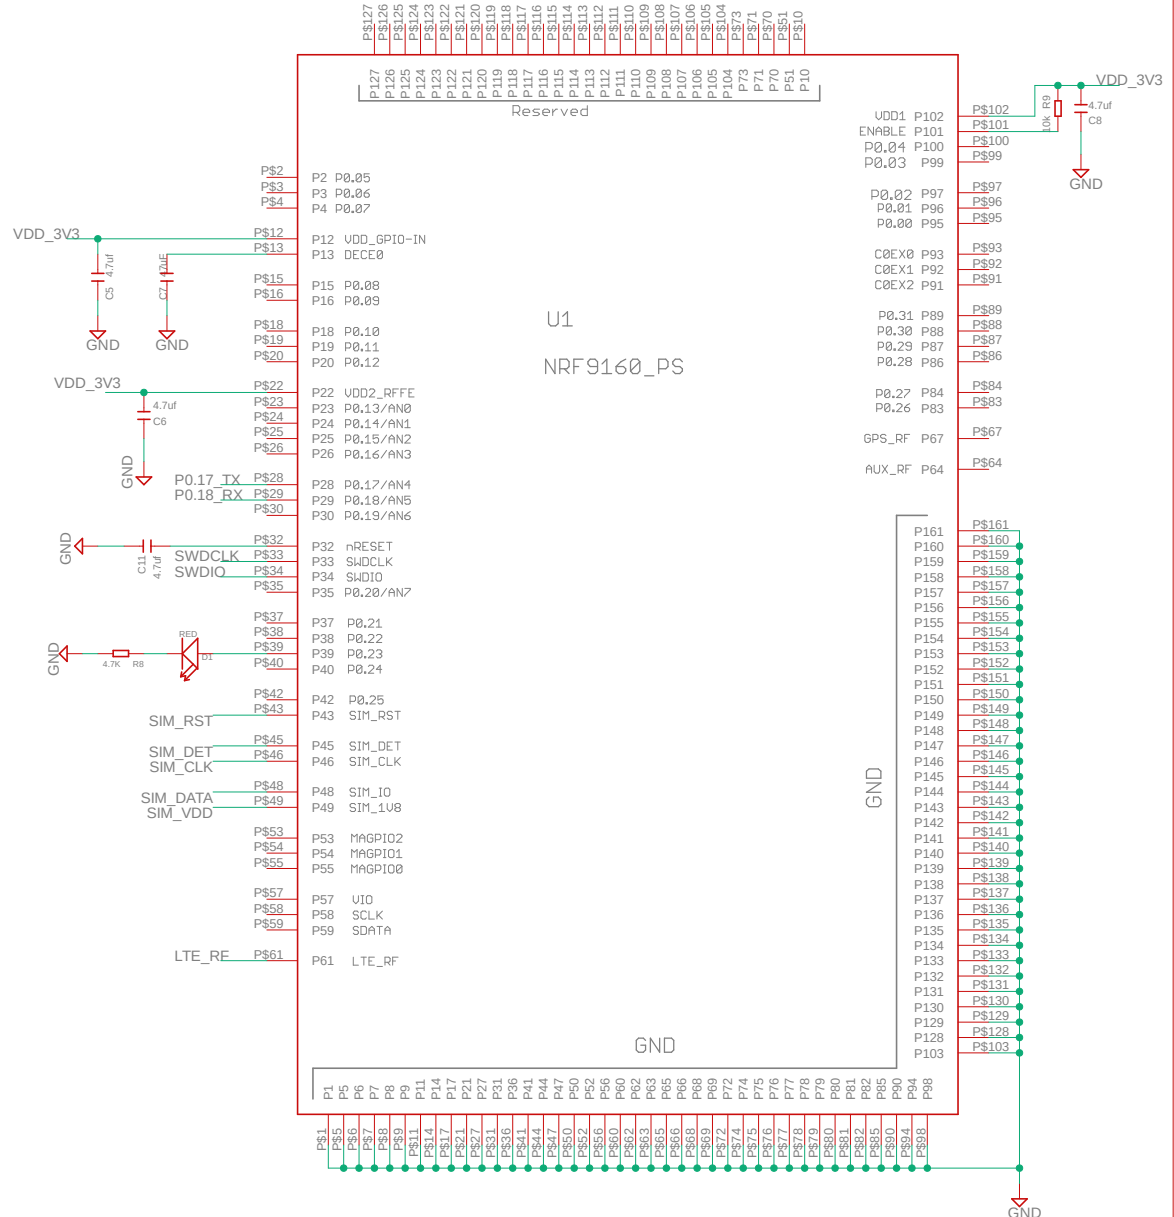 P$127 P$126 P$125 P$124 P$123 P$122 P$121 P$120 P$119 P$118 P$117 P$116 P$115 P$114 P$113 P$112 P$111 P$110 P$109 P$108 P$107 P$106 P$105 P$104 P$73 P$71 P$70 P$51 P$10
P127 P126 P125 P124 P123 P122 P121 P120 P119 P118 P117 P116 P115 P114 P113 P112 P111 P110 P109 P108 P107 P106 P105 P104 P73 P71 P70 P51 P10
Reserved
VDD_3V3
10k R9
4.7uf
C8
GND
VDD1 P102 P$102
ENABLE P101 P$101
P0.04 P100 P$100
P0.03 P99 P$99
P$2 P2 P0.05
P$3 P3 P0.06
P$4 P4 P0.07
P0.02 P97 P$97
P0.01 P96 P$96
P0.00 P95 P$95
VDD_3V3 P$12 P12 VDD_GPIO-IN
P$13 P13 DECE0
C0EX0 P93 P$93
C0EX1 P92 P$92
C0EX2 P91 P$91
C5 4.7uf
C7 47uF
GND
GND
P$15 P15 P0.08
P$16 P16 P0.09
P$18 P18 P0.10
P$19 P19 P0.11
P$20 P20 P0.12
U1
NRF9160_PS
P0.31 P89 P$89
P0.30 P88 P$88
P0.29 P87 P$87
P0.28 P86 P$86
VDD_3V3 P$22 P22 VDD2_RFFE
P$23 P23 P0.13/AN0
P$24 P24 P0.14/AN1
P$25 P25 P0.15/AN2
P$26 P26 P0.16/AN3
4.7uf
C6
GND
P0.27 P84 P$84
P0.26 P83 P$83
GPS_RF P67 P$67
AUX_RF P64 P$64
P0.17_TX P$28 P28 P0.17/AN4
P0.18_RX P$29 P29 P0.18/AN5
P$30 P30 P0.19/AN6
GND
C11
4.7uf
P$32 P32 nRESET
SWDCLK P$33 P33 SWDCLK
SWDIO P$34 P34 SWDIO
P$35 P35 P0.20/AN7
P$37 P37 P0.21
P$38 P38 P0.22
P$39 P39 P0.23
P$40 P40 P0.24
GND
4.7K R8
RED
D1
P$42 P42 P0.25
SIM_RST P$43 P43 SIM_RST
SIM_DET P$45 P45 SIM_DET
SIM_CLK P$46 P46 SIM_CLK
SIM_DATA P$48 P48 SIM_IO
SIM_VDD P$49 P49 SIM_1V8
P$53 P53 MAGPIO2
P$54 P54 MAGPIO1
P$55 P55 MAGPIO0
P$57 P57 VIO
P$58 P58 SCLK
P$59 P59 SDATA
LTE_RF P$61 P61 LTE_RF
P161 P$161
P160 P$160
P159 P$159
P158 P$158
P157 P$157
P156 P$156
P155 P$155
P154 P$154
P153 P$153
P152 P$152
P151 P$151
P150 P$150
P149 P$149
P148 P$148
P147 P$147
P146 P$146
P145 P$145
P144 P$144
P143 P$143
P142 P$142
P141 P$141
P140 P$140
P139 P$139
P138 P$138
P137 P$137
P136 P$136
P135 P$135
P134 P$134
P133 P$133
P132 P$132
P131 P$131
P130 P$130
P129 P$129
P128 P$128
P103 P$103
GND
GND
P1 P5 P6 P7 P8 P9 P11 P14 P17 P21 P27 P31 P36 P41 P44 P47 P50 P52 P56 P60 P62 P63 P65 P66 P68 P69 P72 P74 P75 P76 P77 P78 P79 P80 P81 P82 P85 P90 P94 P98
P$1 P$5 P$6 P$7 P$8 P$9 P$11 P$14 P$17 P$21 P$27 P$31 P$36 P$41 P$44 P$47 P$50 P$52 P$56 P$60 P$62 P$63 P$65 P$66 P$68 P$69 P$72 P$74 P$75 P$76 P$77 P$78 P$79 P$80 P$81 P$82 P$85 P$90 P$94 P$98
GND